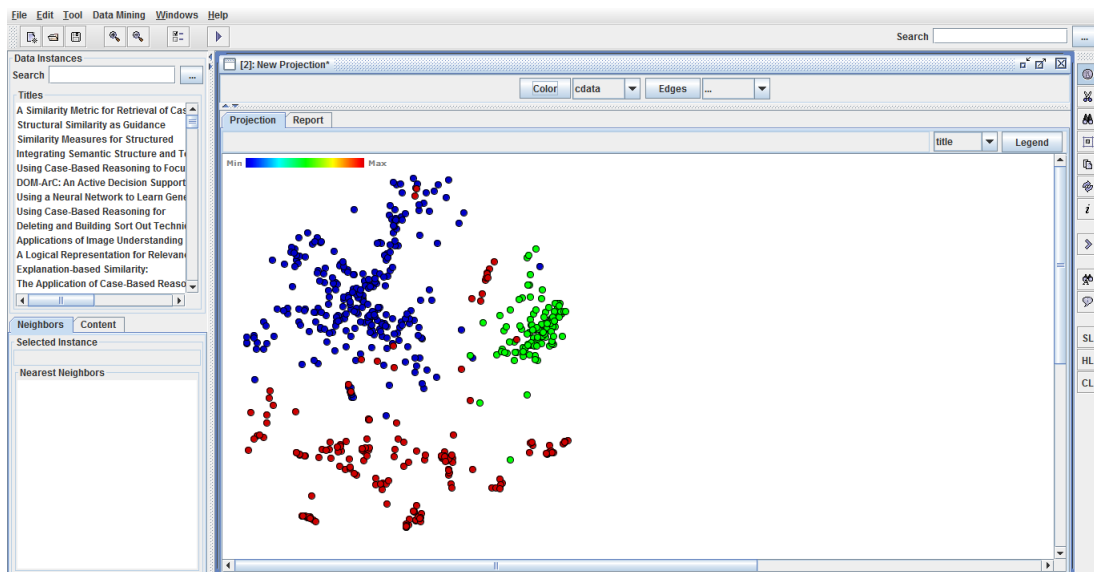 File Edit Tool Data Mining Windows Help
Search
...
Data Instances
Search
...
Titles
A Similarity Metric for Retrieval of Cas
Structural Similarity as Guidance
Similarity Measures for Structured
Integrating Semantic Structure and Te
Using Case-Based Reasoning to Focu
DOM-ArC: An Active Decision Support
Using a Neural Network to Learn Gene
Using Case-Based Reasoning for
Deleting and Building Sort Out Techni
Applications of Image Understanding
A Logical Representation for Relevan
Explanation-based Similarity:
The Application of Case-Based Reaso
Neighbors Content
Selected Instance
Nearest Neighbors
[2]: New Projection*
Color cdata Edges ...
Projection Report
title Legend
Min Max
i
SL
HL
CL